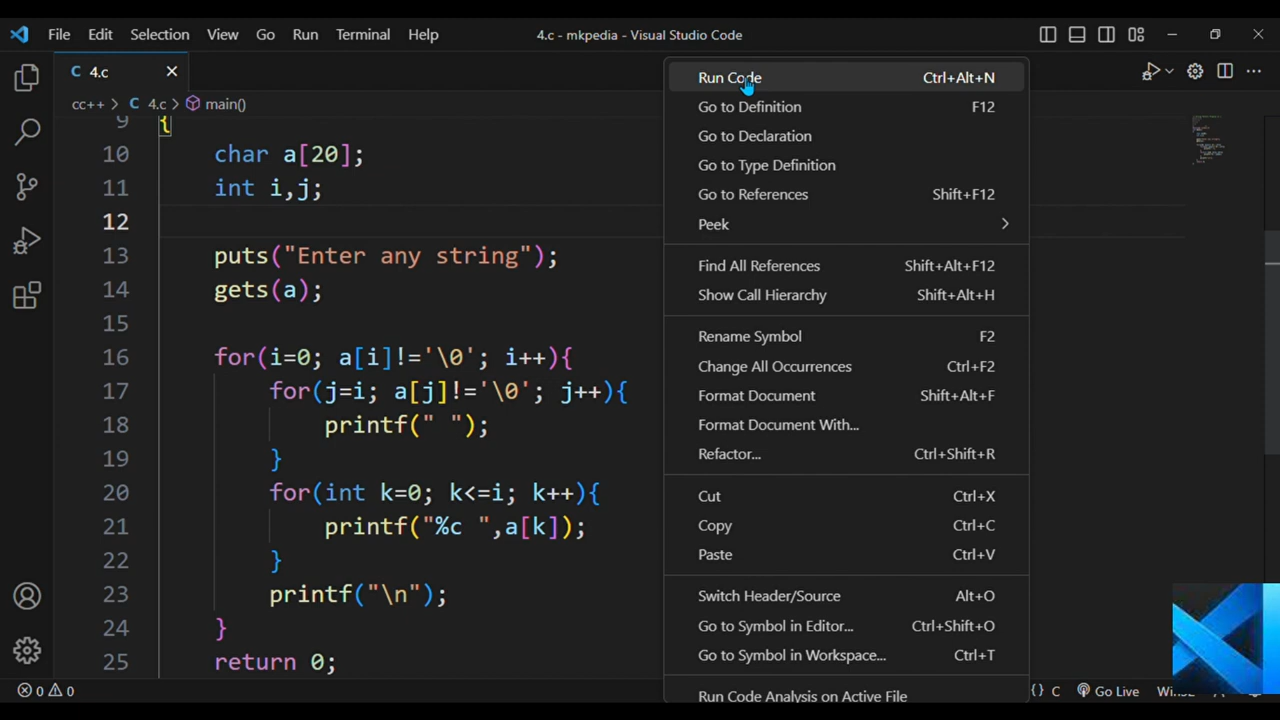 File Edit Selection View Go Run Terminal Help 4.c - mkpedia - Visual Studio Code
C 4.c
cc++ > C 4.c > main()
9 {
10 char a[20];
11 int i,j;
12
13 puts("Enter any string");
14 gets(a);
15
16 for(i=0; a[i]!='\0'; i++){
17 for(j=i; a[j]!='\0'; j++){
18 printf(" ");
19 }
20 for(int k=0; k<=i; k++){
21 printf("%c ",a[k]);
22 }
23 printf("\n");
24 }
25 return 0;
Run Code Ctrl+Alt+N
Go to Definition F12
Go to Declaration
Go to Type Definition
Go to References Shift+F12
Peek
Find All References Shift+Alt+F12
Show Call Hierarchy Shift+Alt+H
Rename Symbol F2
Change All Occurrences Ctrl+F2
Format Document Shift+Alt+F
Format Document With...
Refactor... Ctrl+Shift+R
Cut Ctrl+X
Copy Ctrl+C
Paste Ctrl+V
Switch Header/Source Alt+O
Go to Symbol in Editor... Ctrl+Shift+O
Go to Symbol in Workspace... Ctrl+T
Run Code Analysis on Active File
0 0 {} C Go Live